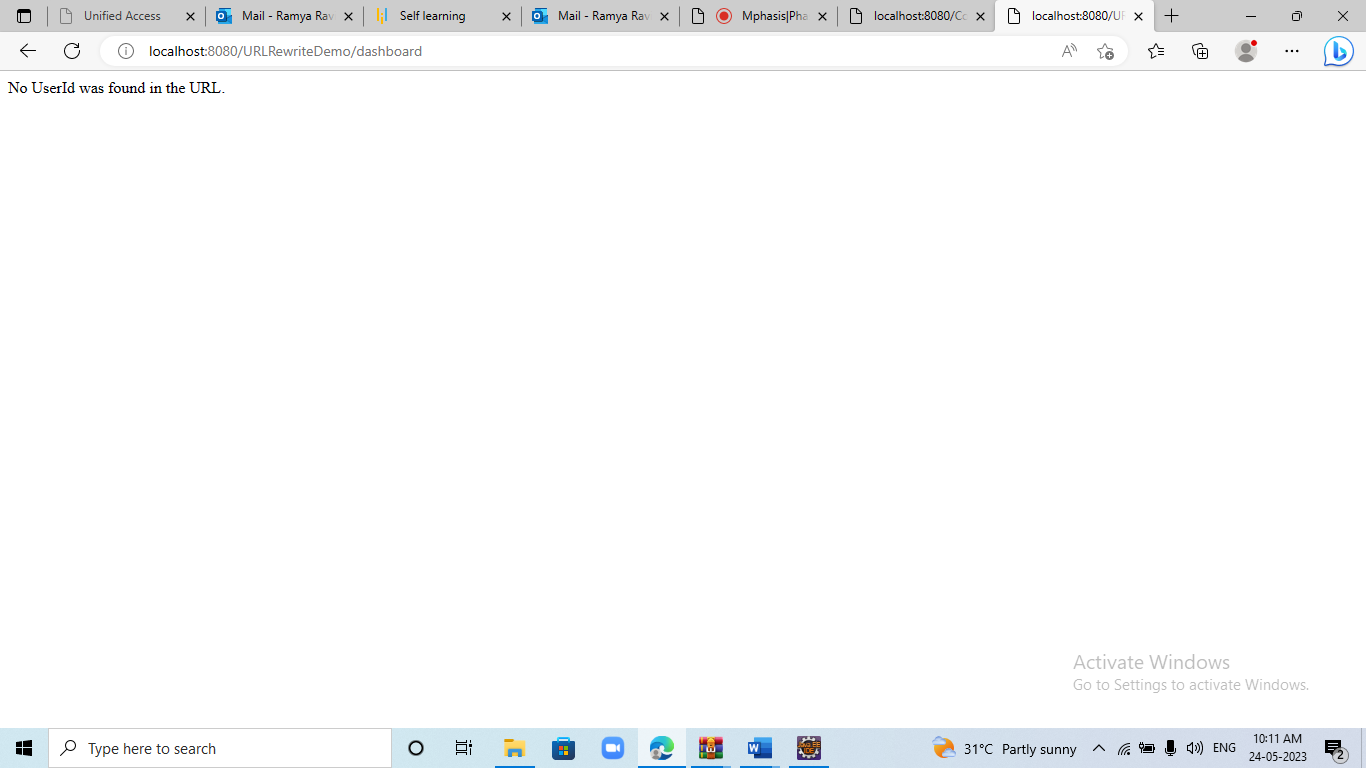 Unified Access
Mail - Ramya Rav
Self learning
Mail - Ramya Rav
Mphasis|Pha
localhost:8080/Co
localhost:8080/UR
localhost:8080/URLRewriteDemo/dashboard
No UserId was found in the URL.
Activate Windows
Go to Settings to activate Windows.
Type here to search
31°C Partly sunny
ENG
10:11 AM
24-05-2023
2